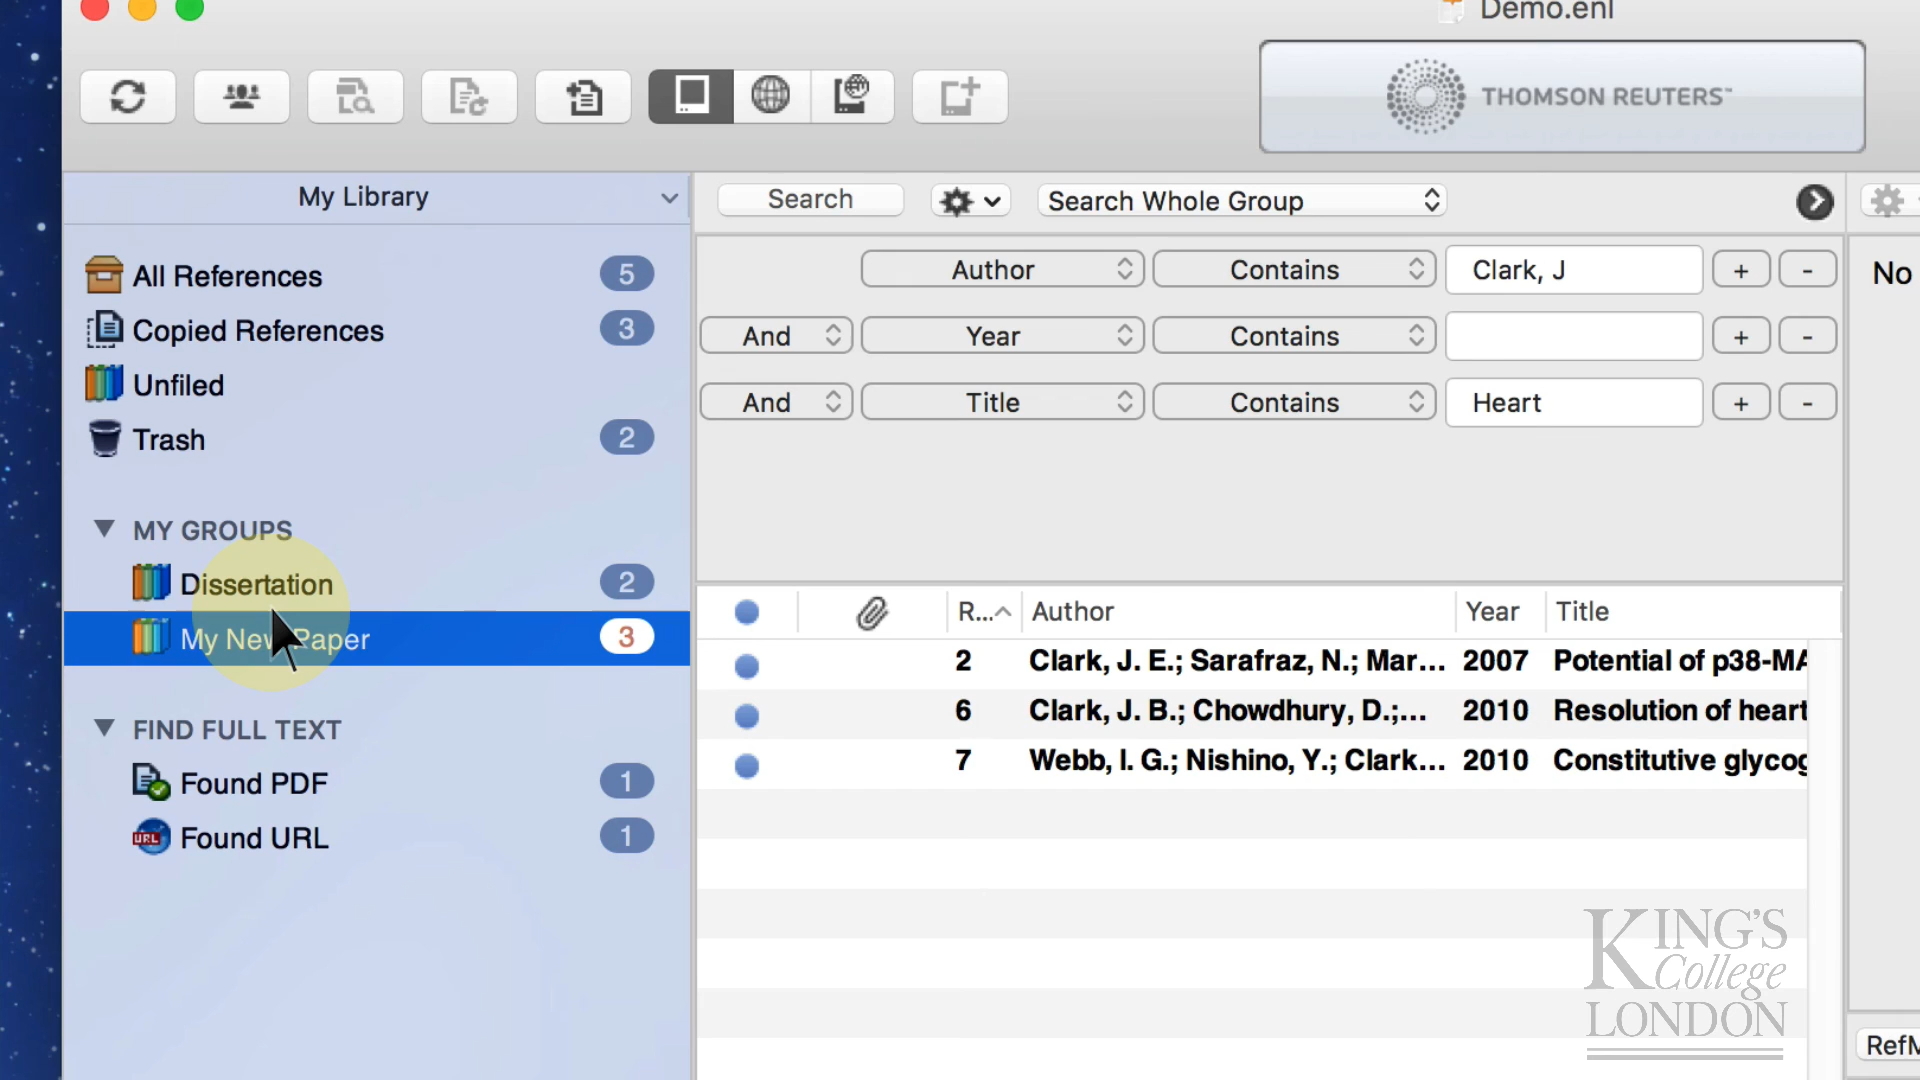 Demo.enl
THOMSON REUTERS™
My Library
Search
Search Whole Group
All References 5
Copied References 3
Unfiled
Trash 2
Author Contains Clark, J + -
And Year Contains + -
And Title Contains Heart + -
No
MY GROUPS
Dissertation 2
My New Paper 3
FIND FULL TEXT
Found PDF 1
URL Found URL 1
R... Author Year Title
2 Clark, J. E.; Sarafraz, N.; Mar... 2007 Potential of p38-MA
6 Clark, J. B.; Chowdhury, D.;... 2010 Resolution of heart
7 Webb, I. G.; Nishino, Y.; Clark... 2010 Constitutive glycog
KING'S
College
LONDON
RefM